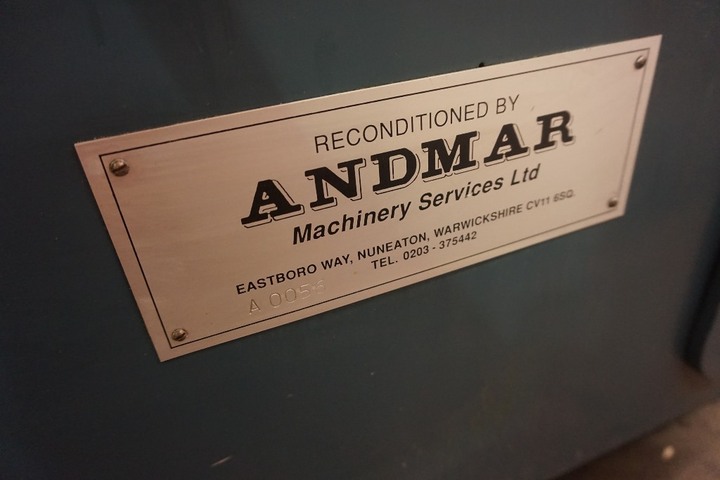 RECONDITIONED BY
ANDMAR
Machinery Services Ltd
EASTBORO WAY, NUNEATON, WARWICKSHIRE CV11 6SQ.
TEL. 0203 - 375442
A